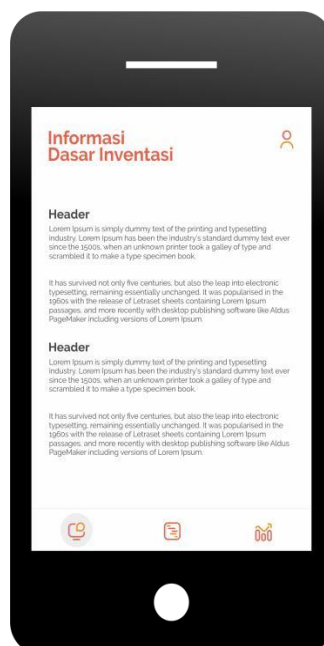 Informasi
Dasar Inventasi
Header
Lorem Ipsum is simply dummy text of the printing and typesetting
industry. Lorem Ipsum has been the industry's standard dummy text ever
since the 1500s, when an unknown printer took a galley of type and
scrambled it to make a type specimen book.
It has survived not only five centuries, but also the leap into electronic
typesetting, remaining essentially unchanged. It was popularised in the
1960s with the release of Letraset sheets containing Lorem Ipsum
passages, and more recently with desktop publishing software like Aldus
PageMaker including versions of Lorem Ipsum.
Header
Lorem Ipsum is simply dummy text of the printing and typesetting
industry. Lorem Ipsum has been the industry's standard dummy text ever
since the 1500s, when an unknown printer took a galley of type and
scrambled it to make a type specimen book.
It has survived not only five centuries, but also the leap into electronic
typesetting, remaining essentially unchanged. It was popularised in the
1960s with the release of Letraset sheets containing Lorem Ipsum
passages, and more recently with desktop publishing software like Aldus
PageMaker including versions of Lorem Ipsum.